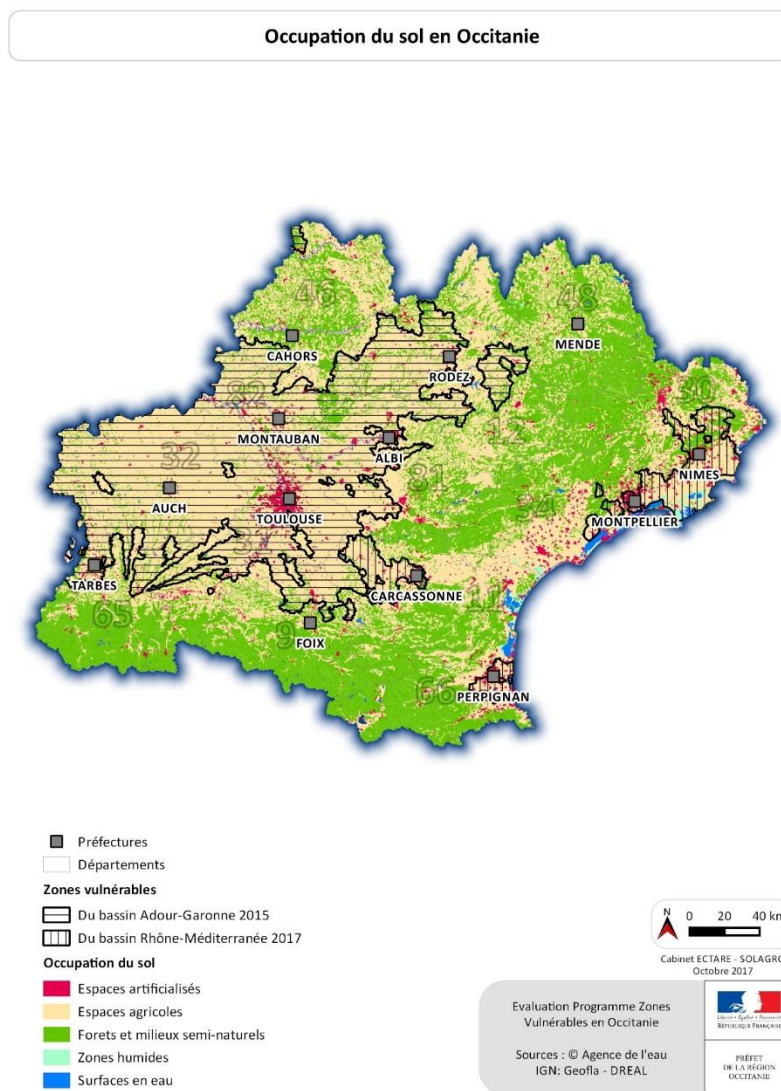 Occupation du sol en Occitanie
46
48
CAHORS
MENDE
RODEZ
30
82
12
MONTAUBAN
ALBI
NIMES
32
81
34
AUCH
TOULOUSE
MONTPELLIER
31
TARBES
CARCASSONNE
65
11
9
FOIX
66
PERPIGNAN
Préfectures
Départements
Zones vulnérables
Du bassin Adour-Garonne 2015
Du bassin Rhône-Méditerranée 2017
Occupation du sol
Espaces artificialisés
Espaces agricoles
Forets et milieux semi-naturels
Zones humides
Surfaces en eau
N
0 20 40 km
Cabinet ECTARE - SOLAGRO
Octobre 2017
Evaluation Programme Zones
Vulnérables en Occitanie
Sources : © Agence de l'eau
IGN: Geofla - DREAL
Liberté • Égalité • Fraternité
RÉPUBLIQUE FRANÇAISE
PRÉFET
DE LA RÉGION
OCCITANIE